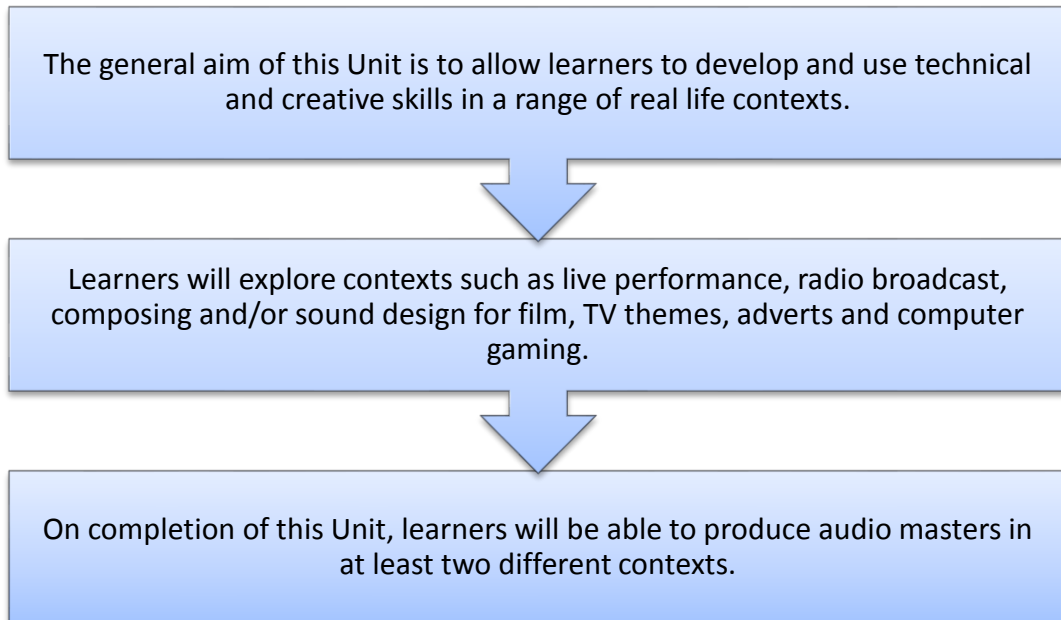 The general aim of this Unit is to allow learners to develop and use technical
and creative skills in a range of real life contexts.
Learners will explore contexts such as live performance, radio broadcast,
composing and/or sound design for film, TV themes, adverts and computer
gaming.
On completion of this Unit, learners will be able to produce audio masters in
at least two different contexts.